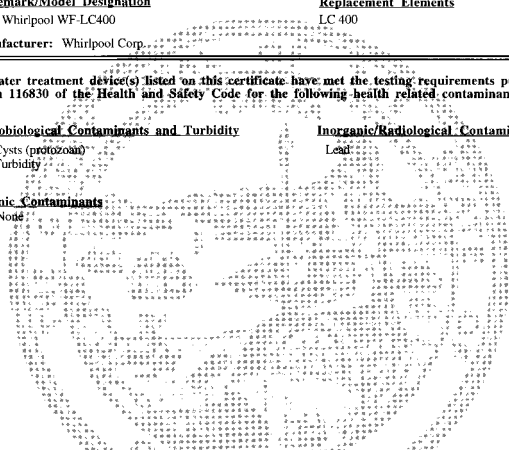 emark/Model Designation Replacement Elements
Whirlpool WF-LC400 LC 400
nufacturer: Whirlpool Corp.
ater treatment device(s) listed on this certificate have met the testing requirements pu
n 116830 of the Health and Safety Code for the following health related contaminan
obiological Contaminants and Turbidity Inorganic/Radiological Contami
Cysts (protozoan) Lead
Turbidity
nic Contaminants
None